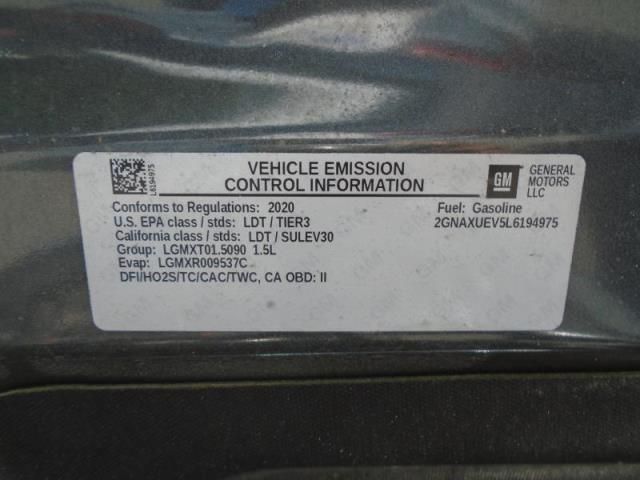 L6194975
VEHICLE EMISSION
CONTROL INFORMATION
GM
GENERAL
MOTORS
LLC
Conforms to Regulations: 2020
U.S. EPA class / stds: LDT / TIER3
California class / stds: LDT / SULEV30
Group: LGMXT01.5090 1.5L
Evap: LGMXR009537C
DFI/HO2S/TC/CAC/TWC, CA OBD: II
Fuel: Gasoline
2GNAXUEV5L6194975